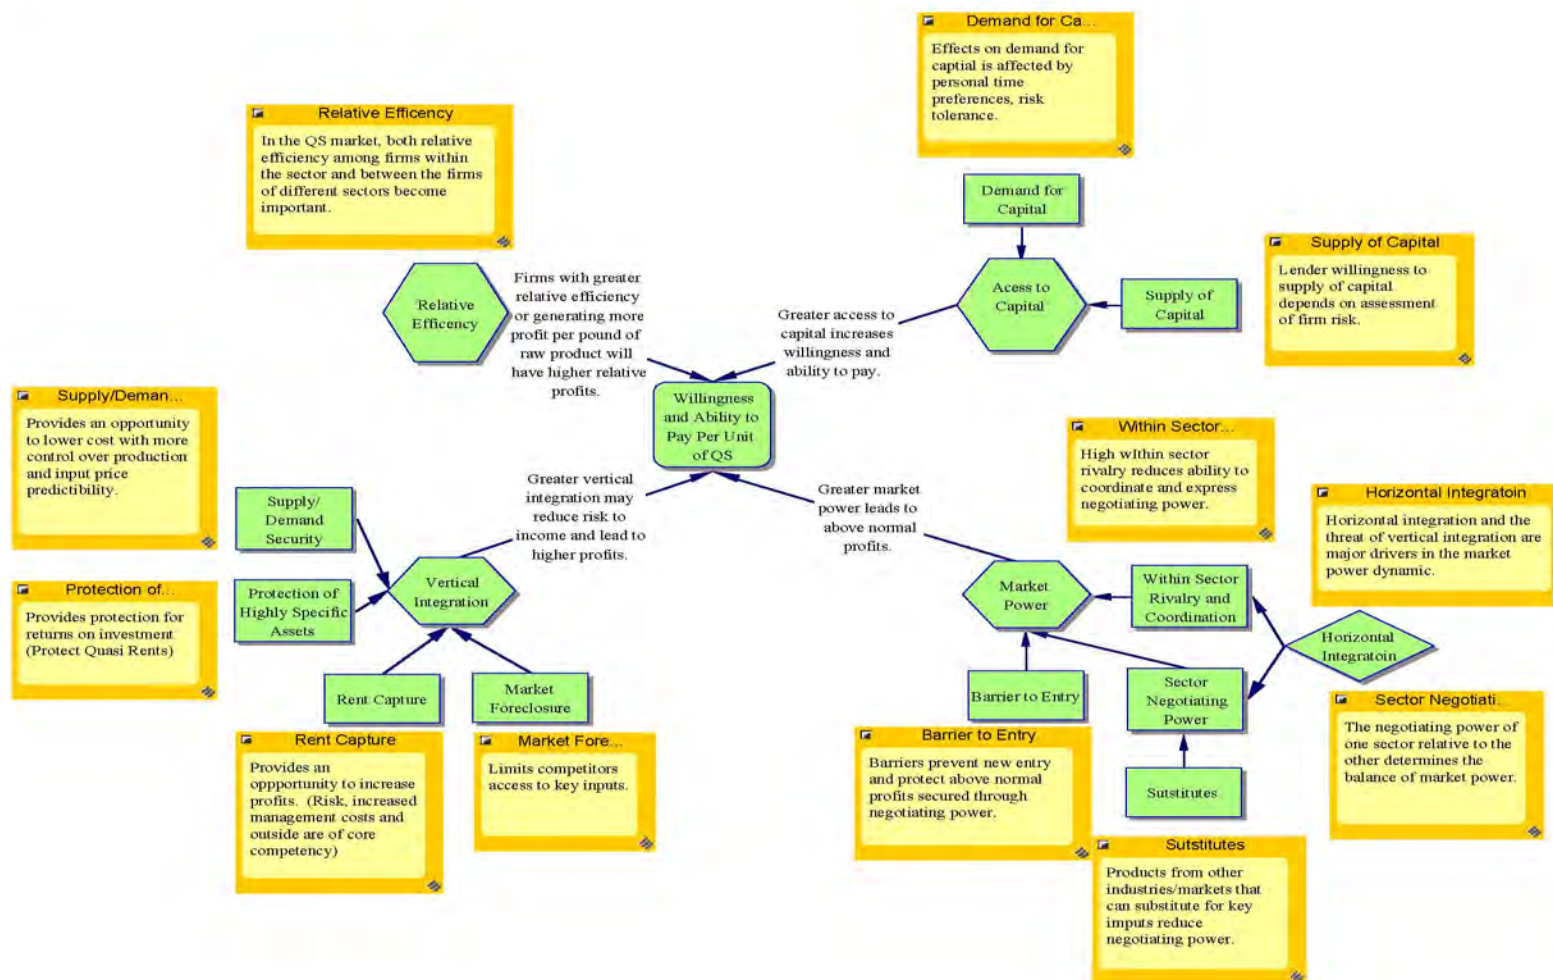 Demand for Ca...
Effects on demand for
captial is affected by
personal time
preferences, risk
tolerance.
Relative Efficency
In the QS market, both relative
efficiency among firms within
the sector and between the firms
of different sectors become
important.
Demand for
Capital
Supply of Capital
Lender willingness to
supply of capital
depends on assessment
of firm risk.
Relative
Efficency
Firms with greater
relative efficiency
or generating more
profit per pound of
raw product will
have higher relative
profits.
Greater access to
capital increases
willingness and
ability to pay.
Acess to
Capital
Supply of
Capital
Willingness
and Ability to
Pay Per Unit
of QS
Supply/Deman...
Provides an opportunity
to lower cost with more
control over production
and input price
predictibility.
Within Sector...
High wIthin sector
rivalry reduces ability to
coordinate and express
negotiating power.
Supply/
Demand
Security
Greater vertical
integration may
reduce risk to
income and lead to
higher profits.
Greater market
power leads to
above normal
profits.
Horizontal Integratoin
Horizontal integration and the
threat of vertical integration are
major drivers in the market
power dynamic.
Protection of...
Provides protection for
returns on investment
(Protect Quasi Rents)
Protection of
Highly Specific
Assets
Vertical
Integration
Market
Power
Within Sector
Rivalry and
Coordination
Horizontal
Integratoin
Rent Capture
Market
Foreclosure
Barrier to Entry
Sector
Negotiating
Power
Sector Negotiati...
The negotiating power of
one sector relative to the
other determines the
balance of market power.
Rent Capture
Provides an
oppportunity to increase
profits. (Risk, increased
management costs and
outside are of core
competency)
Market Fore...
Limits competitors
access to key inputs.
Barrier to Entry
Barriers prevent new entry
and protect above normal
profits secured through
negotiating power.
Sutstitutes
Sutstitutes
Products from other
industries/markets that
can substitute for key
imputs reduce
negotiating power.